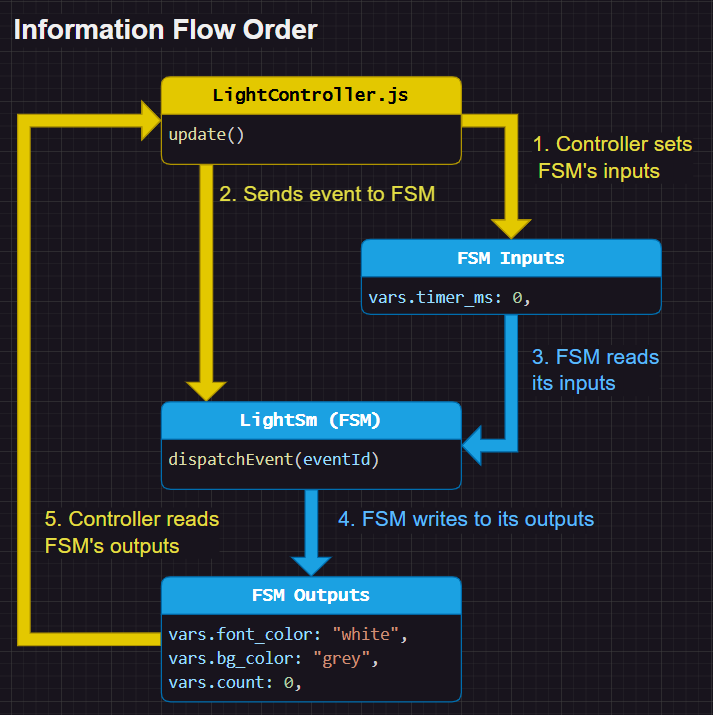 Information Flow Order
LightController.js
update()
1. Controller sets
FSM's inputs
2. Sends event to FSM
FSM Inputs
vars.timer_ms: 0,
3. FSM reads
its inputs
LightSm (FSM)
dispatchEvent(eventId)
4. FSM writes to its outputs
5. Controller reads
FSM's outputs
FSM Outputs
vars.font_color: "white",
vars.bg_color: "grey",
vars.count: 0,